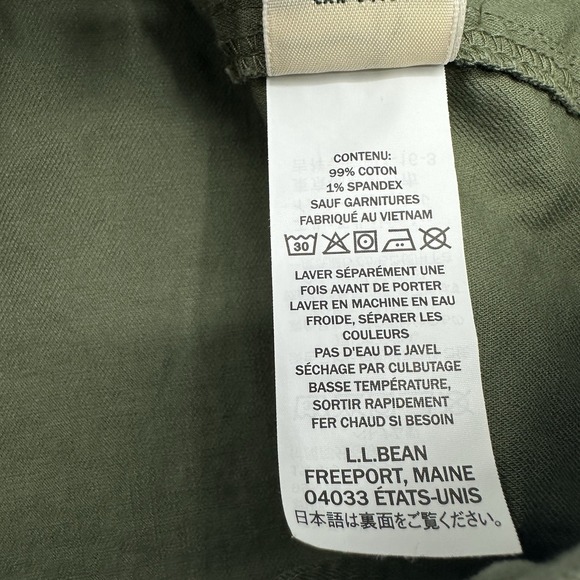 CONTENU:
99% COTON
1% SPANDEX
SAUF GARNITURES
FABRIQUÉ AU VIETNAM
30
LAVER SÉPARÉMENT UNE
FOIS AVANT DE PORTER
LAVER EN MACHINE EN EAU
FROIDE, SÉPARER LES
COULEURS
PAS D'EAU DE JAVEL
SÉCHAGE PAR CULBUTAGE
BASSE TEMPÉRATURE,
SORTIR RAPIDEMENT
FER CHAUD SI BESOIN
L.L.BEAN
FREEPORT, MAINE
04033 ÉTATS-UNIS
日本語は裏面をご覧ください。